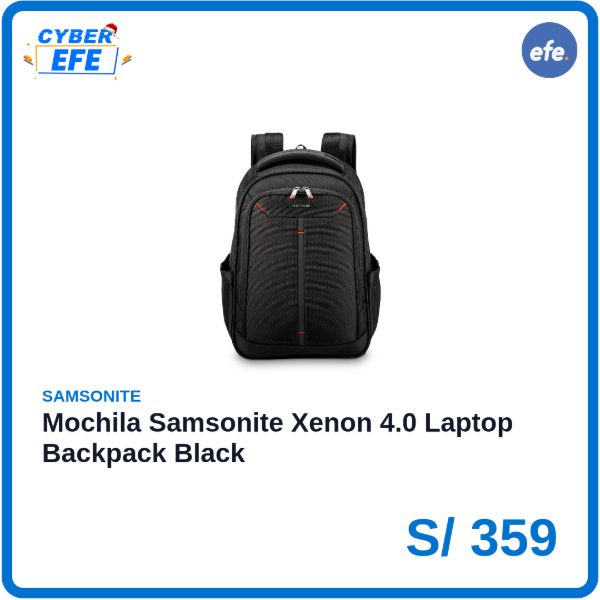 CYBER
EFE
efe.
SAMSONITE
Mochila Samsonite Xenon 4.0 Laptop
Backpack Black
S/ 359